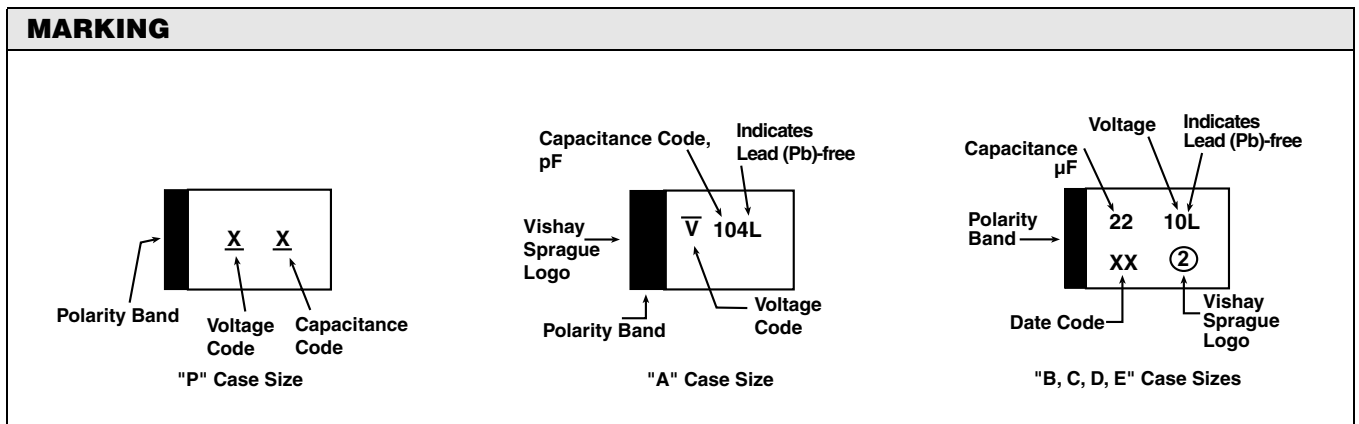 MARKING
X X
Polarity Band
Voltage
Code
Capacitance
Code
"P" Case Size
Capacitance Code,
pF
Indicates
Lead (Pb)-free
Vishay
Sprague
Logo
V 104L
Polarity Band
Voltage
Code
"A" Case Size
Capacitance
µF
Voltage
Indicates
Lead (Pb)-free
Polarity
Band
22 10L
XX 2
Date Code
Vishay
Sprague
Logo
"B, C, D, E" Case Sizes